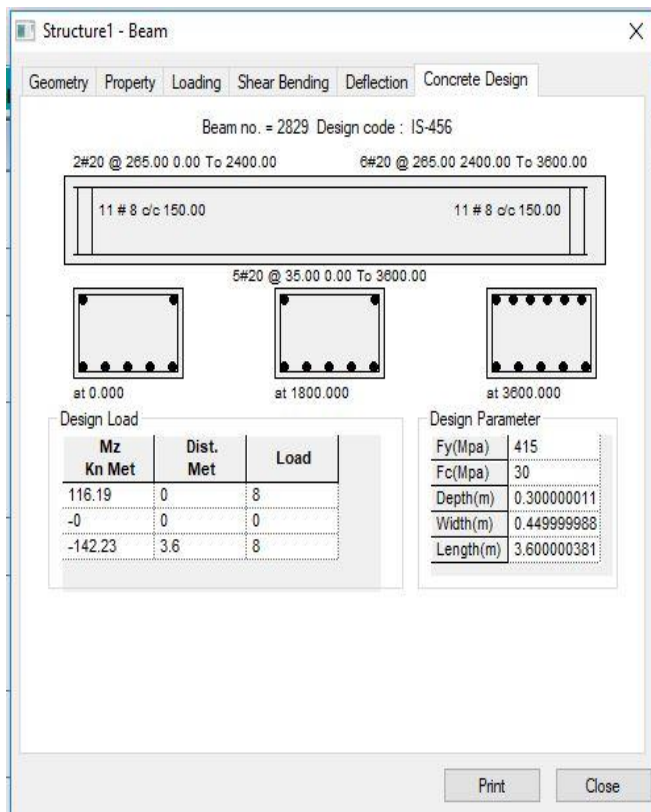 Structure1 - Beam
Geometry Property Loading Shear Bending Deflection Concrete Design
Beam no. = 2829 Design code : IS-456
2#20 @ 265.00 0.00 To 2400.00 6#20 @ 265.00 2400.00 To 3600.00
11 # 8 c/c 150.00 11 # 8 c/c 150.00
5#20 @ 35.00 0.00 To 3600.00
at 0.000 at 1800.000 at 3600.000
Design Load Design Parameter
Mz Kn Met Dist. Met Load
116.19 0 8
-0 0 0
-142.23 3.6 8
Fy(Mpa) 415
Fc(Mpa) 30
Depth(m) 0.300000011
Width(m) 0.449999988
Length(m) 3.600000381
Print Close